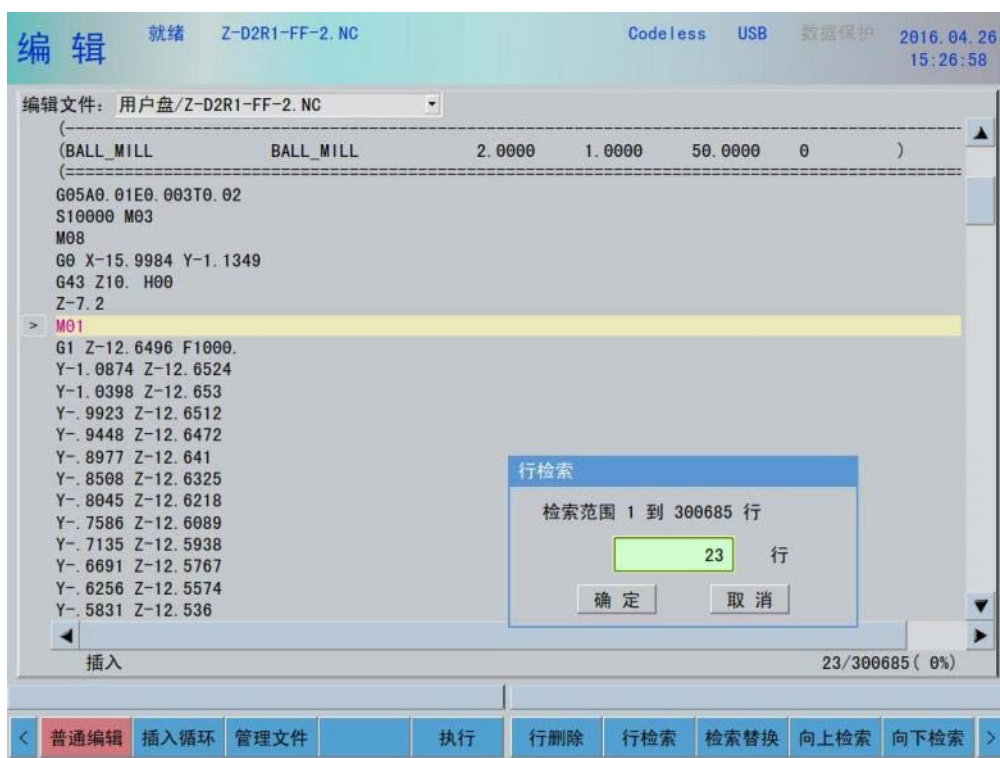 编 辑 就绪 Z-D2R1-FF-2.NC Codeless USB 数据保护 2016.04.26
15:26:58
编辑文件: 用户盘/Z-D2R1-FF-2.NC
(------------------------------------------------------------
(BALL_MILL BALL_MILL 2.0000 1.0000 50.0000 0 )
(============================================================
G05A0.01E0.003T0.02
S10000 M03
M08
G0 X-15.9984 Y-1.1349
G43 Z10. H00
Z-7.2
> M01
G1 Z-12.6496 F1000.
Y-1.0874 Z-12.6524
Y-1.0398 Z-12.653
Y-.9923 Z-12.6512
Y-.9448 Z-12.6472
Y-.8977 Z-12.641
Y-.8508 Z-12.6325
Y-.8045 Z-12.6218
Y-.7586 Z-12.6089
Y-.7135 Z-12.5938
Y-.6691 Z-12.5767
Y-.6256 Z-12.5574
Y-.5831 Z-12.536
行检索
检索范围 1 到 300685 行
23 行
确 定 取 消
插入 23/300685( 0%)
< 普通编辑 插入循环 管理文件 执行 行删除 行检索 检索替换 向上检索 向下检索 >